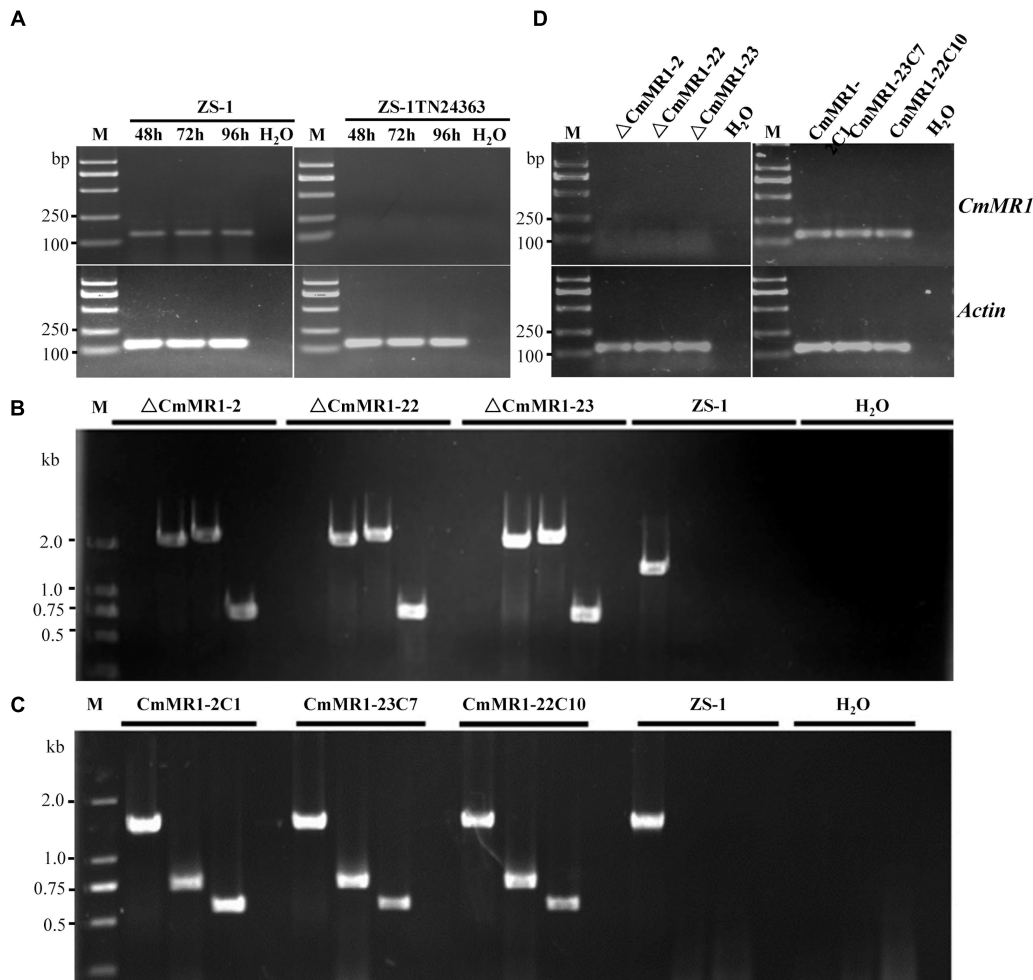 A
ZS-1
ZS-1TN24363
M
48h
72h
96h
H₂O
M
48h
72h
96h
H₂O
bp
250
100
bp
250
100
D
M
△CmMR1-2
△CmMR1-22
△CmMR1-23
H₂O
M
CmMR1-
2C1
CmMR1-23C7
CmMR1-22C10
H₂O
bp
250
100
CmMR1
bp
250
100
Actin
B
M
△CmMR1-2
△CmMR1-22
△CmMR1-23
ZS-1
H₂O
kb
2.0
1.0
0.75
0.5
C
M
CmMR1-2C1
CmMR1-23C7
CmMR1-22C10
ZS-1
H₂O
kb
2.0
1.0
0.75
0.5